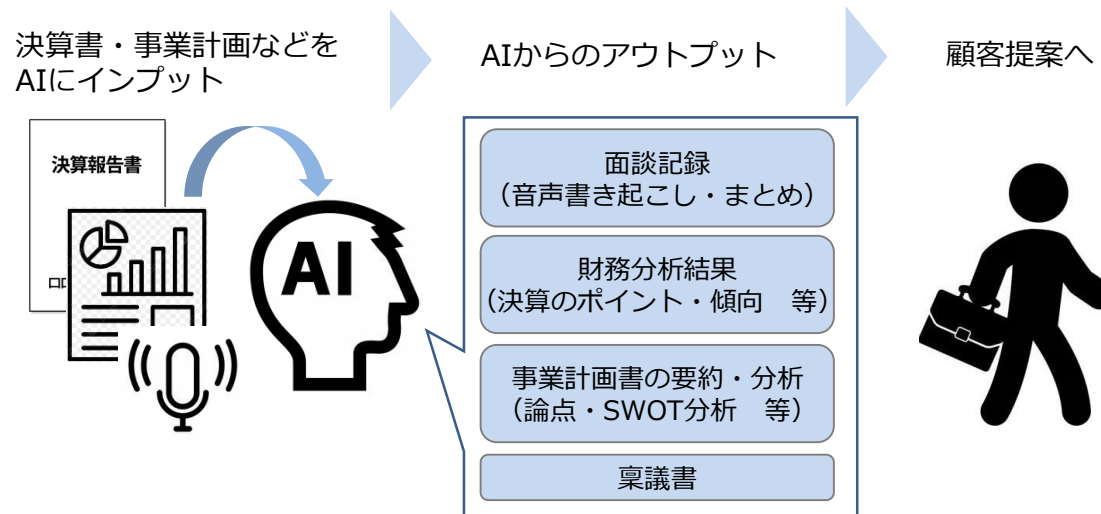 決算書・事業計画などを
AIにインプット
AIからのアウトプット
顧客提案へ
決算報告書
AI
面談記録
（音声書き起こし・まとめ）
財務分析結果
（決算のポイント・傾向　等）
事業計画書の要約・分析
（論点・SWOT分析　等）
稟議書